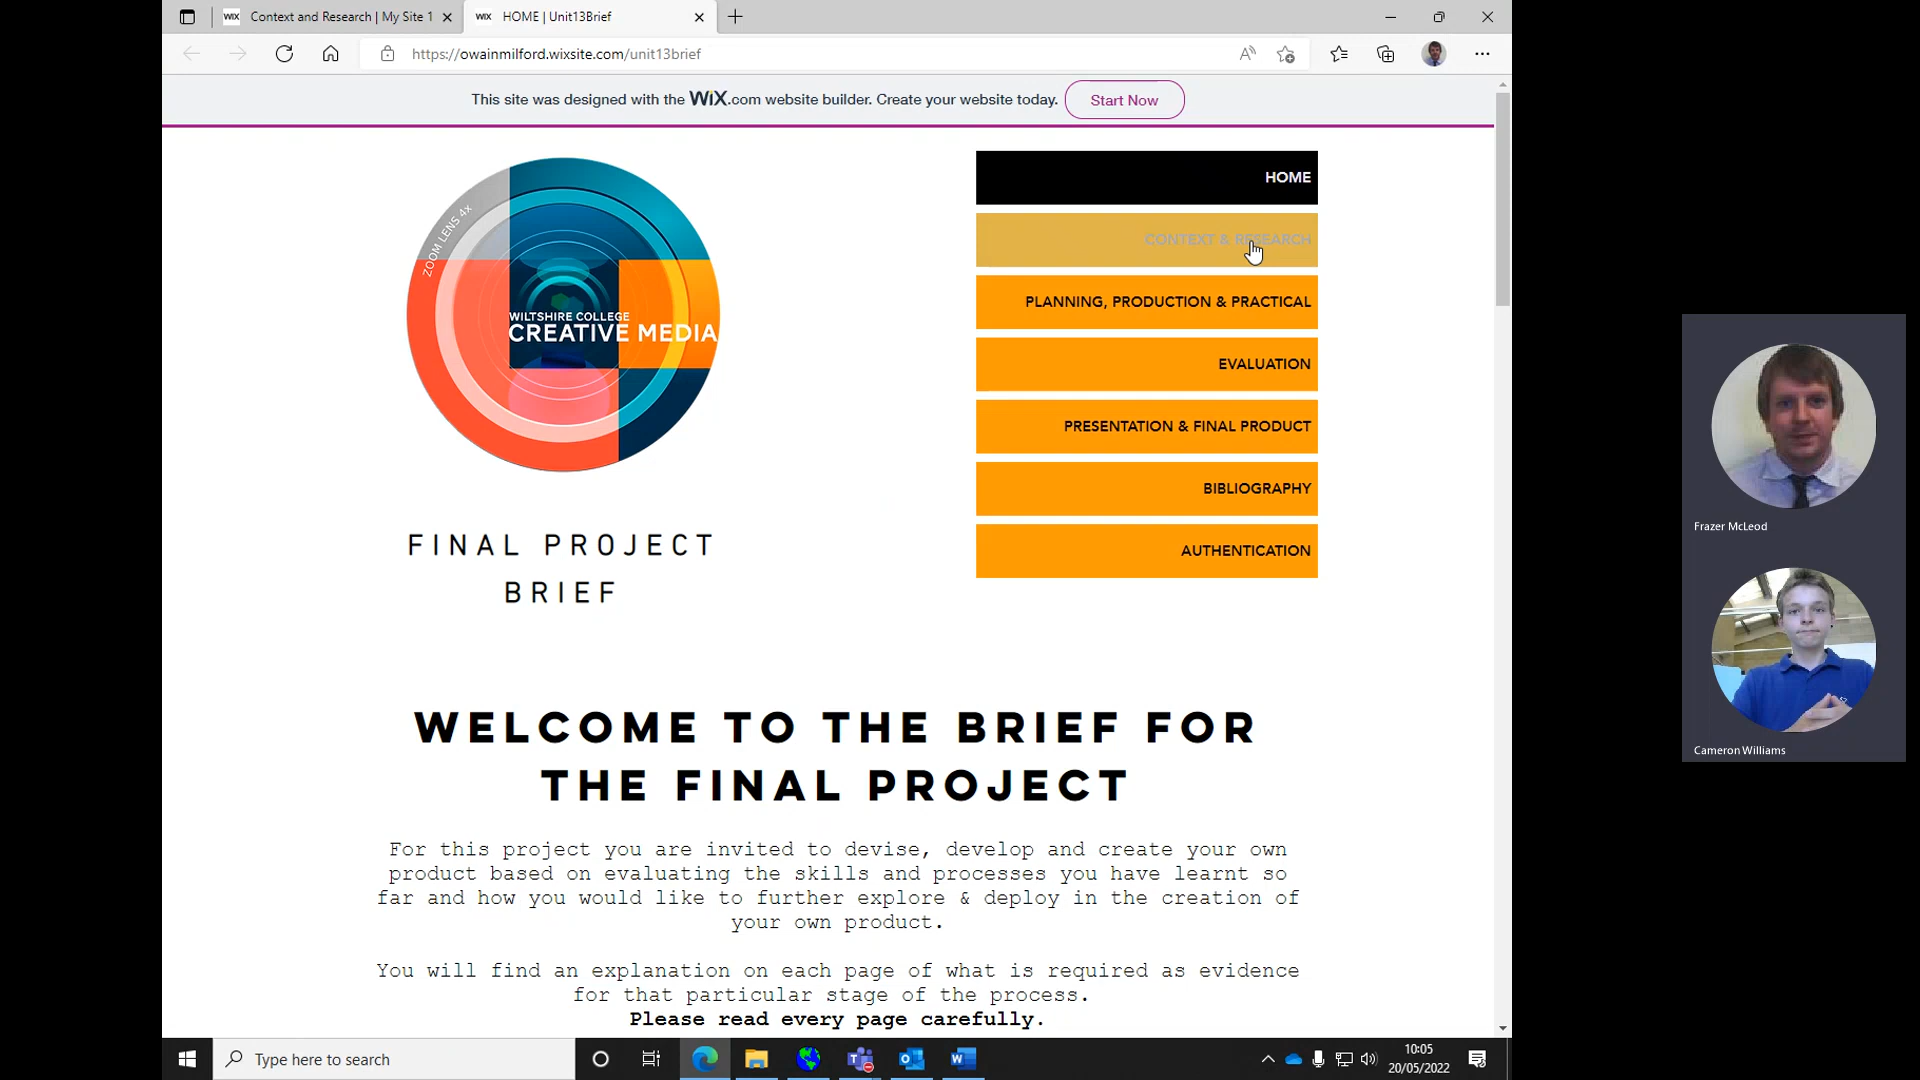 Context and Research | My Site 1
HOME | Unit13Brief
https://owainmilford.wixsite.com/unit13brief
This site was designed with the WiX.com website builder. Create your website today.
Start Now
ZOOM LENS 4x
WILTSHIRE COLLEGE
CREATIVE MEDIA
FINAL PROJECT
BRIEF
HOME
CONTEXT & RESEARCH
PLANNING, PRODUCTION & PRACTICAL
EVALUATION
PRESENTATION & FINAL PRODUCT
BIBLIOGRAPHY
AUTHENTICATION
WELCOME TO THE BRIEF FOR
THE FINAL PROJECT
For this project you are invited to devise, develop and create your own
product based on evaluating the skills and processes you have learnt so
far and how you would like to further explore & deploy in the creation of
your own product.
You will find an explanation on each page of what is required as evidence
for that particular stage of the process.
Please read every page carefully.
Frazer McLeod
Cameron Williams
Type here to search
10:05
20/05/2022